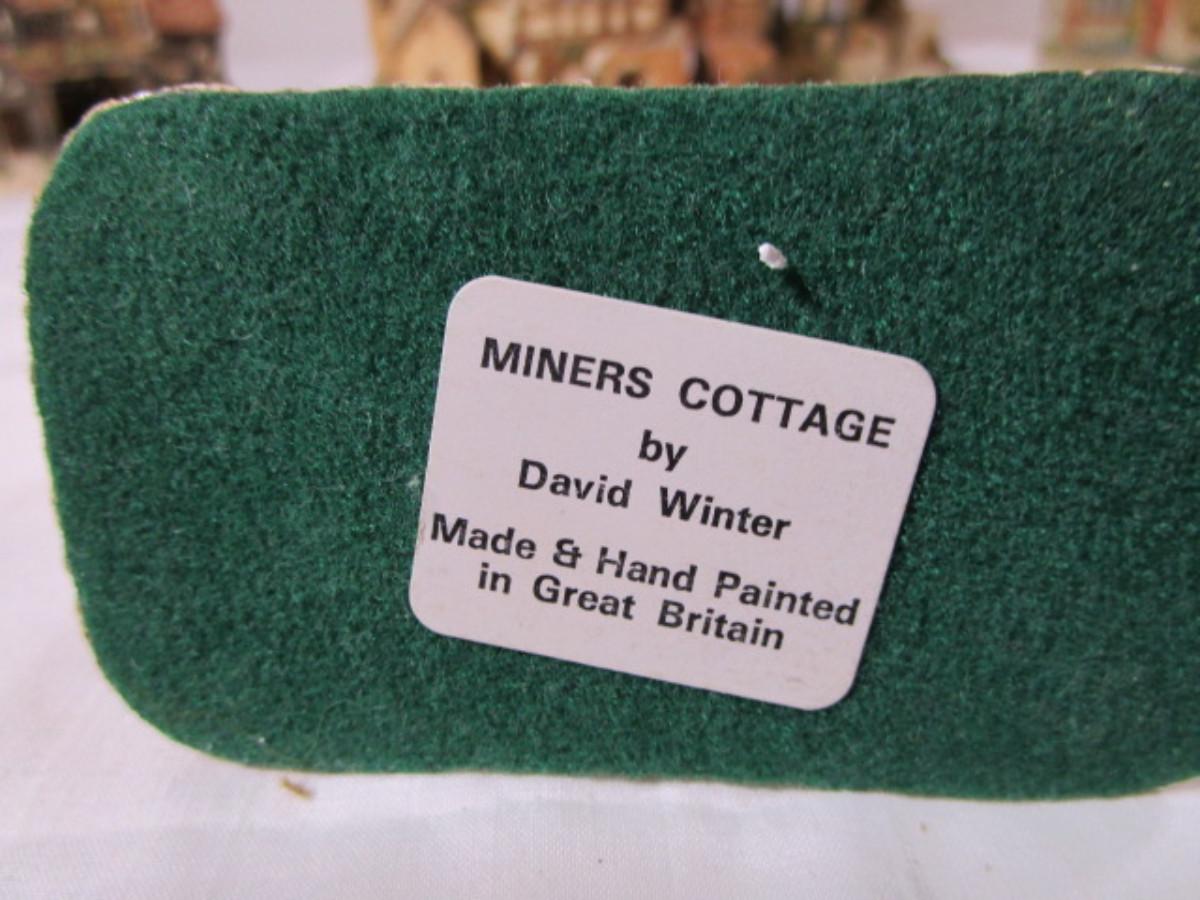 MINERS COTTAGE
by
David Winter
Made & Hand Painted
in Great Britain